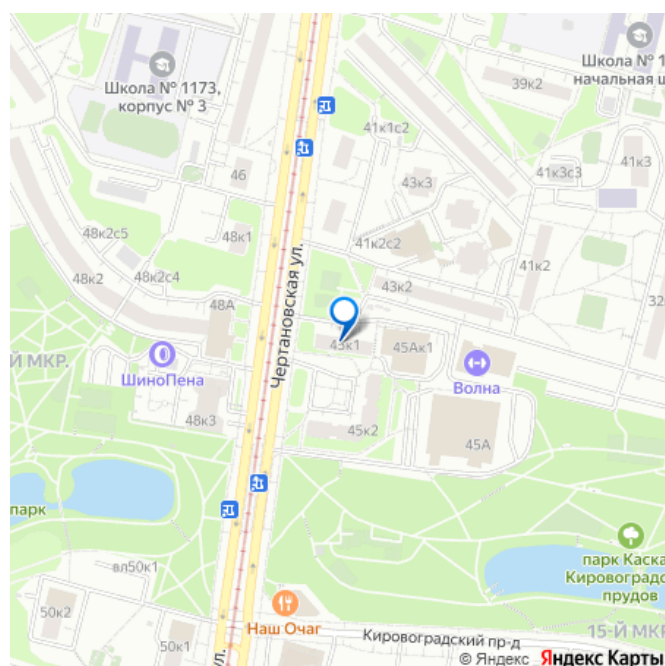 Школа № 1173,
корпус № 3
Школа № 1
начальная ш
39к2
41к1с2
41к3
41к3с3
46
43к3
48к2с5
48к1
41к2с2
48к2
48к2с4
41к2
48А
43к2
32
Чертановская ул.
43к1
45Ак1
Й МКР.
ШиноПена
Волна
48к3
45к2
45А
парк
парк Каска
Кировоградс
прудов
вл50к1
50к2
Наш Очаг
15-Й МКР
50к1
Кировоградский пр-д
ул.
© Яндекс Яндекс Карты